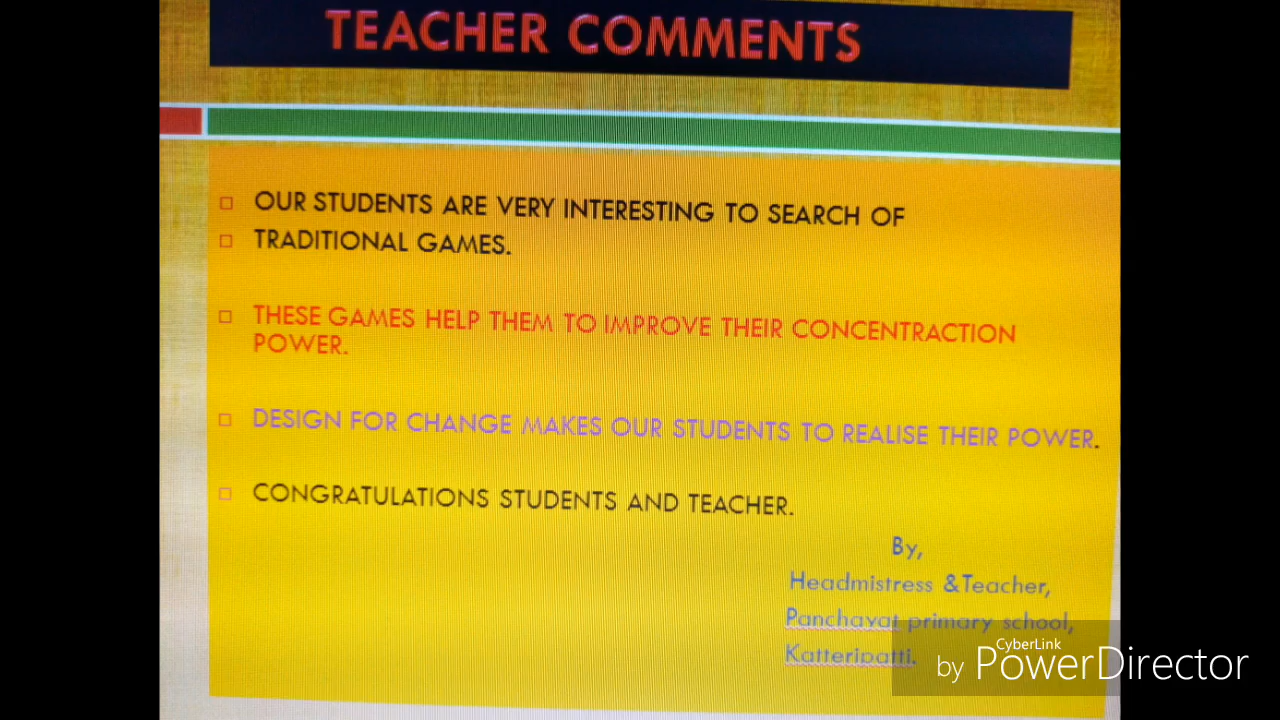 TEACHER COMMENTS
OUR STUDENTS ARE VERY INTERESTING TO SEARCH OF
TRADITIONAL GAMES.
THESE GAMES HELP THEM TO IMPROVE THEIR CONCENTRACTION
POWER.
DESIGN FOR CHANGE MAKES OUR STUDENTS TO REALISE THEIR POWER.
CONGRATULATIONS STUDENTS AND TEACHER.
By,
Headmistress &Teacher,
Panchayat primary school,
Katteripatti.
by CyberLink PowerDirector